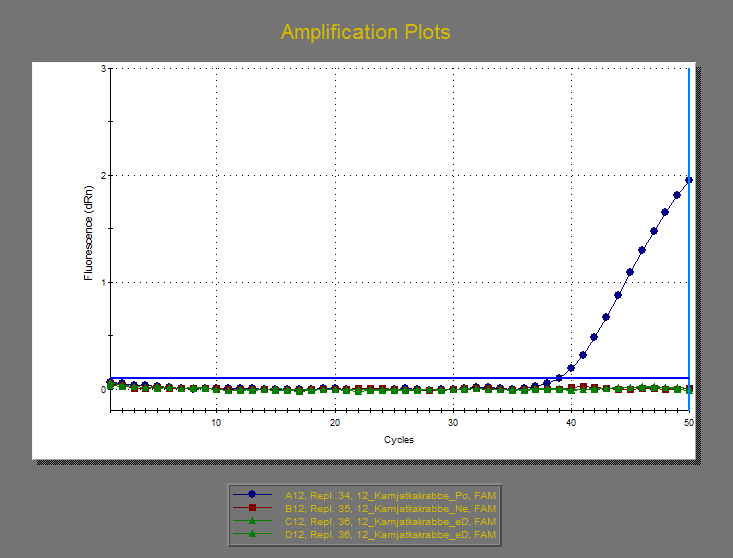 Amplification Plots
3
2
1
0
Fluorescence (dRn)
10
20
30
40
50
Cycles
A12, Repl. 34, 12_Kamjatkakrabbe_Po, FAM
B12, Repl. 35, 12_Kamjatkakrabbe_Ne, FAM
C12, Repl. 36, 12_Kamjatkakrabbe_eD, FAM
D12, Repl. 36, 12_Kamjatkakrabbe_eD, FAM